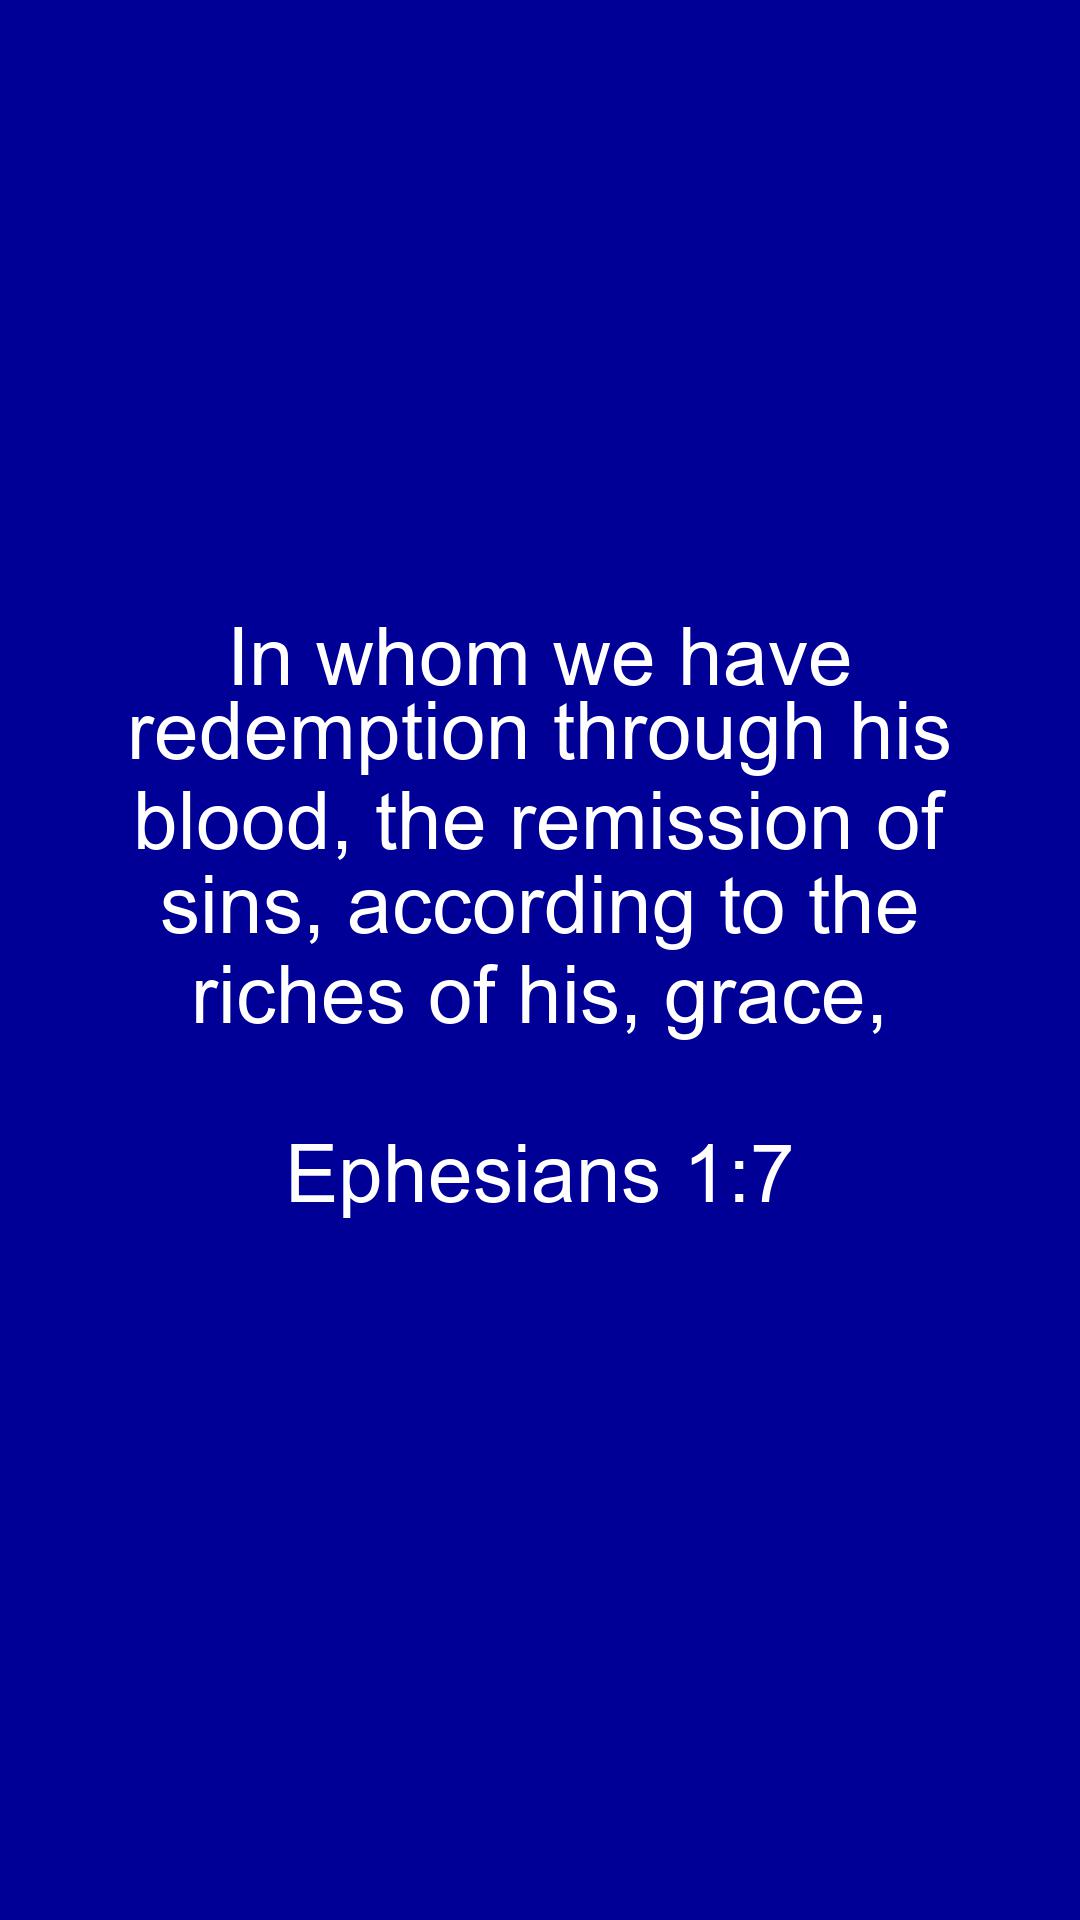 In whom we have
redemption through his
blood, the remission of
sins, according to the
riches of his, grace,
Ephesians 1:7